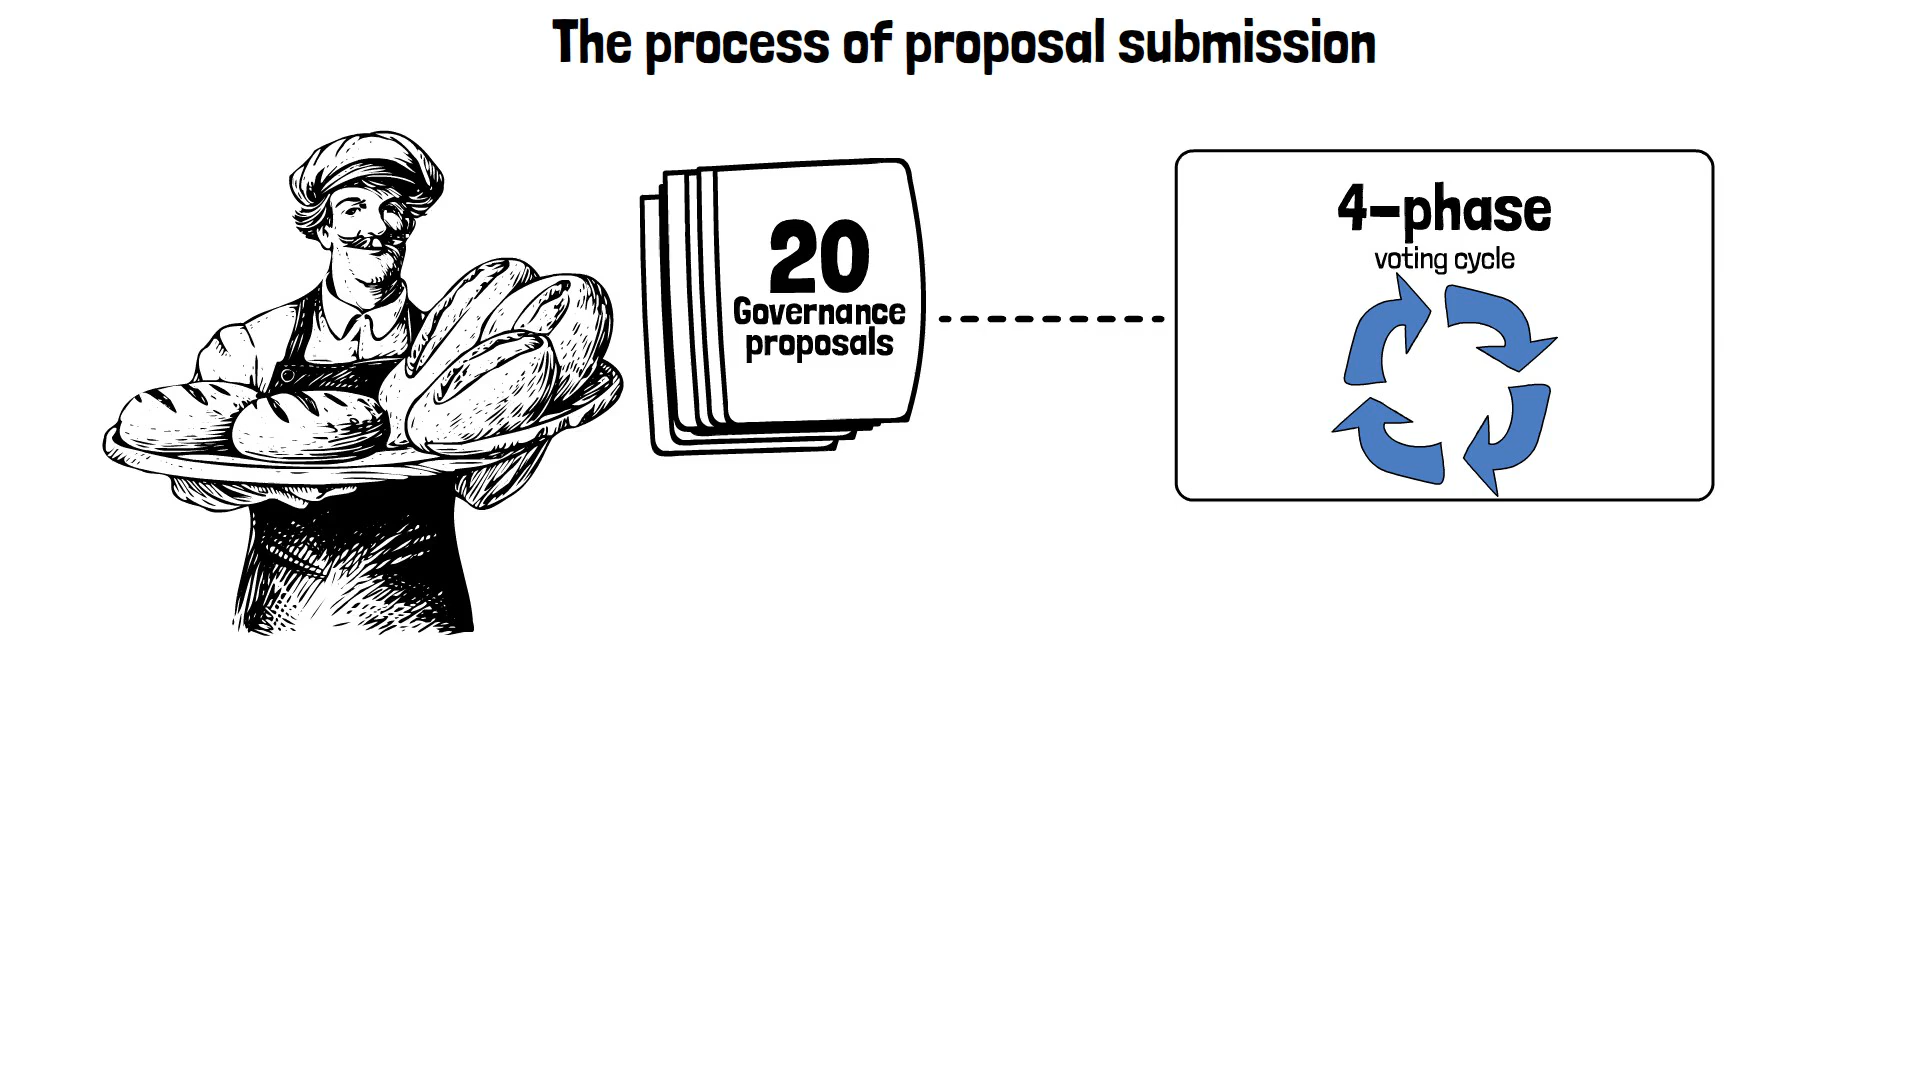 The process of proposal submission
20
Governance
proposals
4-phase
voting cycle